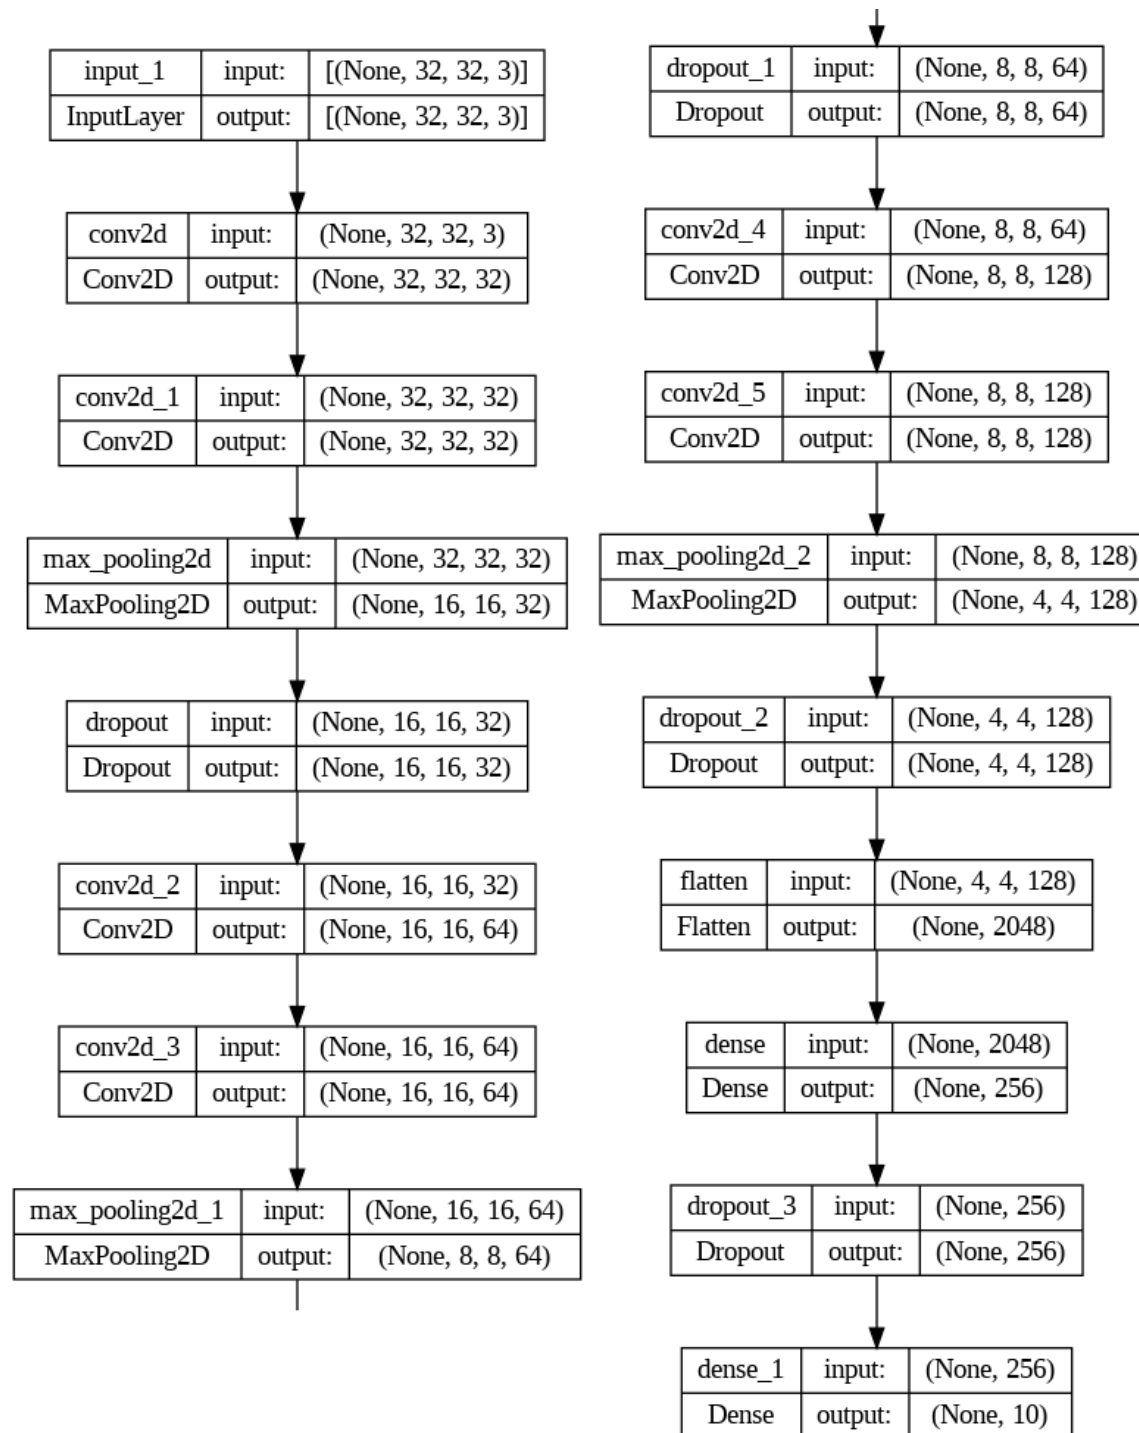 input_1 input: [(None, 32, 32, 3)]
InputLayer output: [(None, 32, 32, 3)]
conv2d input: (None, 32, 32, 3)
Conv2D output: (None, 32, 32, 32)
conv2d_1 input: (None, 32, 32, 32)
Conv2D output: (None, 32, 32, 32)
max_pooling2d input: (None, 32, 32, 32)
MaxPooling2D output: (None, 16, 16, 32)
dropout input: (None, 16, 16, 32)
Dropout output: (None, 16, 16, 32)
conv2d_2 input: (None, 16, 16, 32)
Conv2D output: (None, 16, 16, 64)
conv2d_3 input: (None, 16, 16, 64)
Conv2D output: (None, 16, 16, 64)
max_pooling2d_1 input: (None, 16, 16, 64)
MaxPooling2D output: (None, 8, 8, 64)
dropout_1 input: (None, 8, 8, 64)
Dropout output: (None, 8, 8, 64)
conv2d_4 input: (None, 8, 8, 64)
Conv2D output: (None, 8, 8, 128)
conv2d_5 input: (None, 8, 8, 128)
Conv2D output: (None, 8, 8, 128)
max_pooling2d_2 input: (None, 8, 8, 128)
MaxPooling2D output: (None, 4, 4, 128)
dropout_2 input: (None, 4, 4, 128)
Dropout output: (None, 4, 4, 128)
flatten input: (None, 4, 4, 128)
Flatten output: (None, 2048)
dense input: (None, 2048)
Dense output: (None, 256)
dropout_3 input: (None, 256)
Dropout output: (None, 256)
dense_1 input: (None, 256)
Dense output: (None, 10)